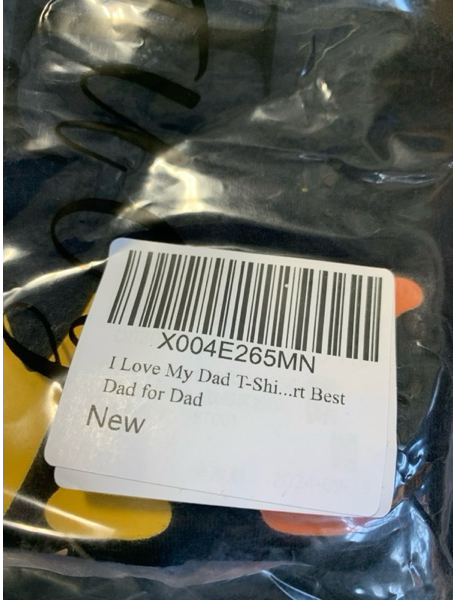 X004E265MN
I Love My Dad T-Shi...rt Best
Dad for Dad
New